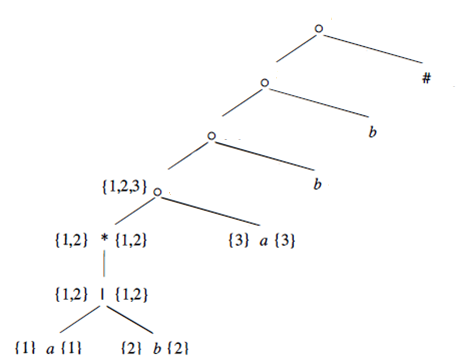 #
b
b
{1,2,3}
{1,2} * {1,2} {3} a {3}
{1,2} | {1,2}
{1} a {1} {2} b {2}